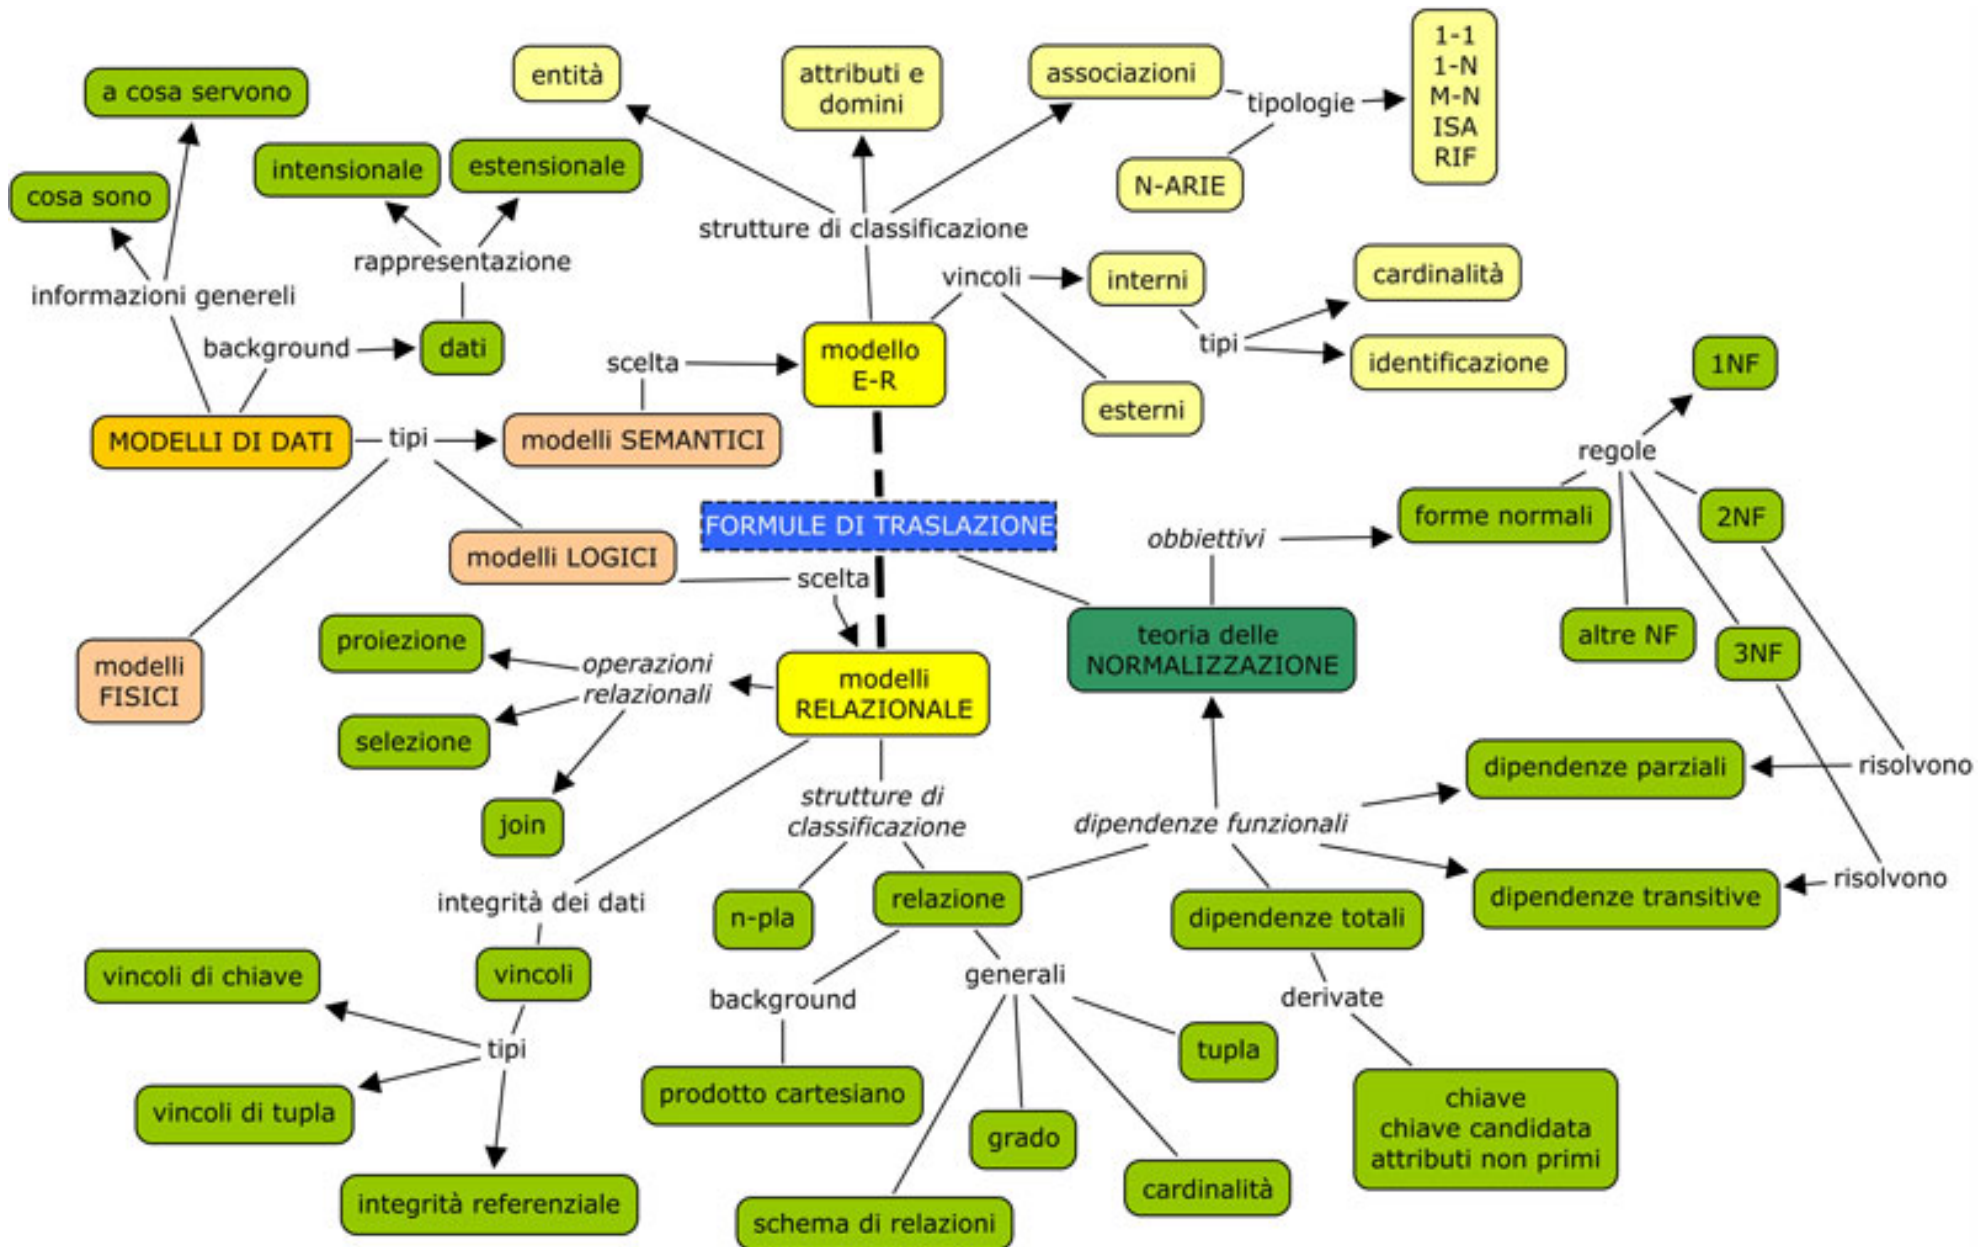 a cosa servono
cosa sono
informazioni genereli
intensionale
estensionale
rappresentazione
background
dati
MODELLI DI DATI
tipi
modelli SEMANTICI
scelta
modello
E-R
entità
attributi e
domini
associazioni
tipologie
1-1
1-N
M-N
ISA
RIF
N-ARIE
strutture di classificazione
vincoli
interni
esterni
tipi
cardinalità
identificazione
modelli LOGICI
modelli
FISICI
scelta
FORMULE DI TRASLAZIONE
teoria delle
NORMALIZZAZIONE
obbiettivi
forme normali
regole
1NF
2NF
altre NF
3NF
risolvono
risolvono
dipendenze parziali
dipendenze transitive
dipendenze funzionali
dipendenze totali
derivate
chiave
chiave candidata
attributi non primi
modelli
RELAZIONALE
operazioni
relazionali
proiezione
selezione
join
strutture di
classificazione
n-pla
relazione
background
prodotto cartesiano
generali
tupla
grado
cardinalità
schema di relazioni
integrità dei dati
vincoli
tipi
vincoli di chiave
vincoli di tupla
integrità referenziale